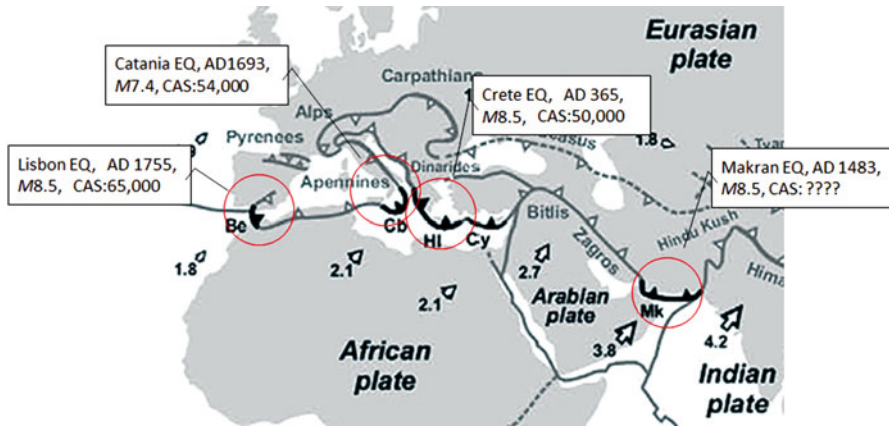 Eurasian
plate
Catania EQ, AD1693,
M7.4, CAS:54,000
Carpathians
Crete EQ, AD 365,
M8.5, CAS:50,000
Alps
1.8
Makran EQ, AD 1483,
M8.5, CAS: ????
Pyrenees
Dinarides
Lisbon EQ, AD 1755,
M8.5, CAS:65,000
Apennines
Bitlis
Hindu Kush
Be
Cb
Hl
Cy
Zagros
Hima
1.8
2.1
2.7
Arabian
plate
Mk
2.1
3.8
4.2
African
plate
Indian
plate